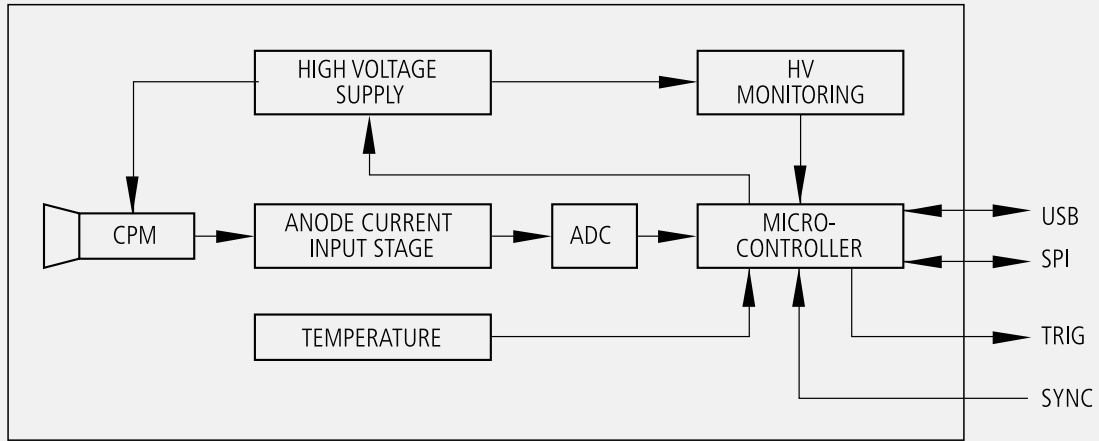 HIGH VOLTAGE
SUPPLY
HV
MONITORING
CPM
ANODE CURRENT
INPUT STAGE
ADC
MICRO-
CONTROLLER
USB
SPI
TEMPERATURE
TRIG
SYNC